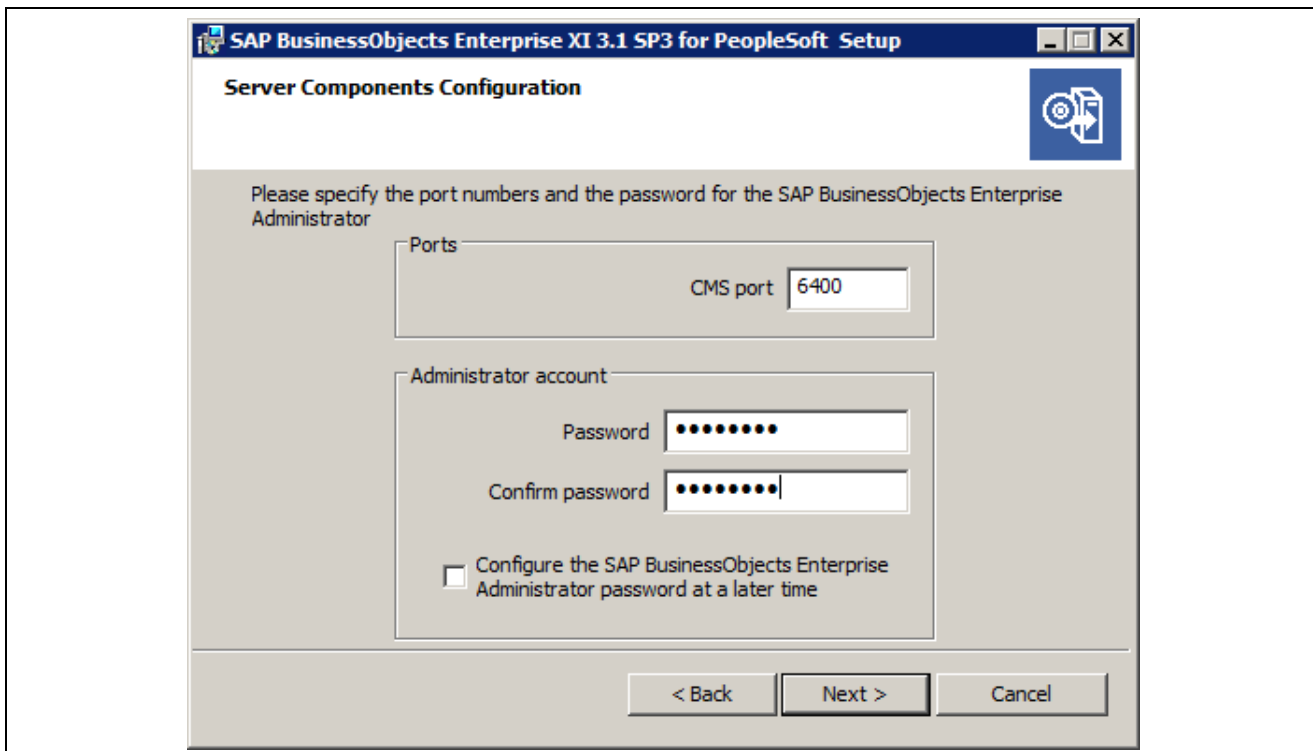 SAP BusinessObjects Enterprise XI 3.1 SP3 for PeopleSoft Setup
Server Components Configuration
Please specify the port numbers and the password for the SAP BusinessObjects Enterprise
Administrator
Ports
CMS port 6400
Administrator account
Password ••••••••
Confirm password ••••••••
Configure the SAP BusinessObjects Enterprise
Administrator password at a later time
< Back Next > Cancel